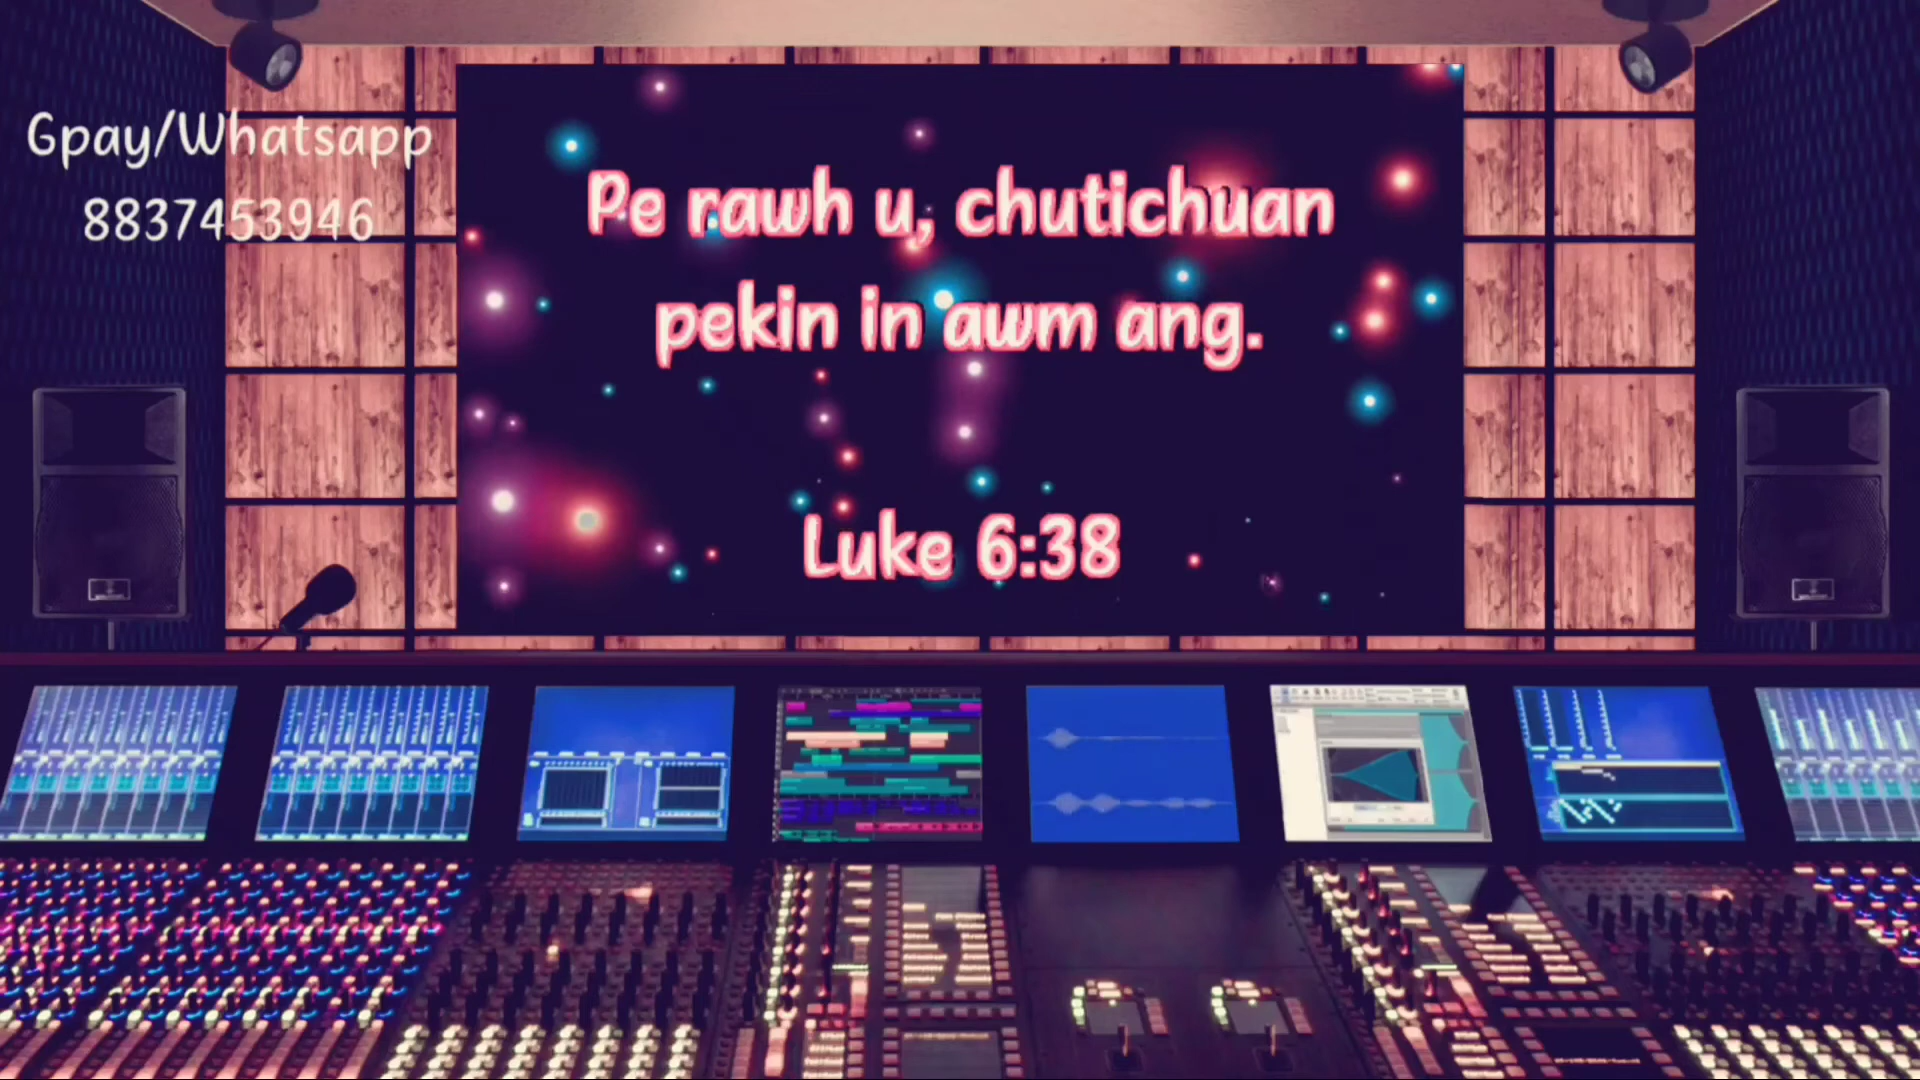 Gpay/Whatsapp
8837453946
Pe rawh u, chutichuan
pekin in awm ang.
Luke 6:38